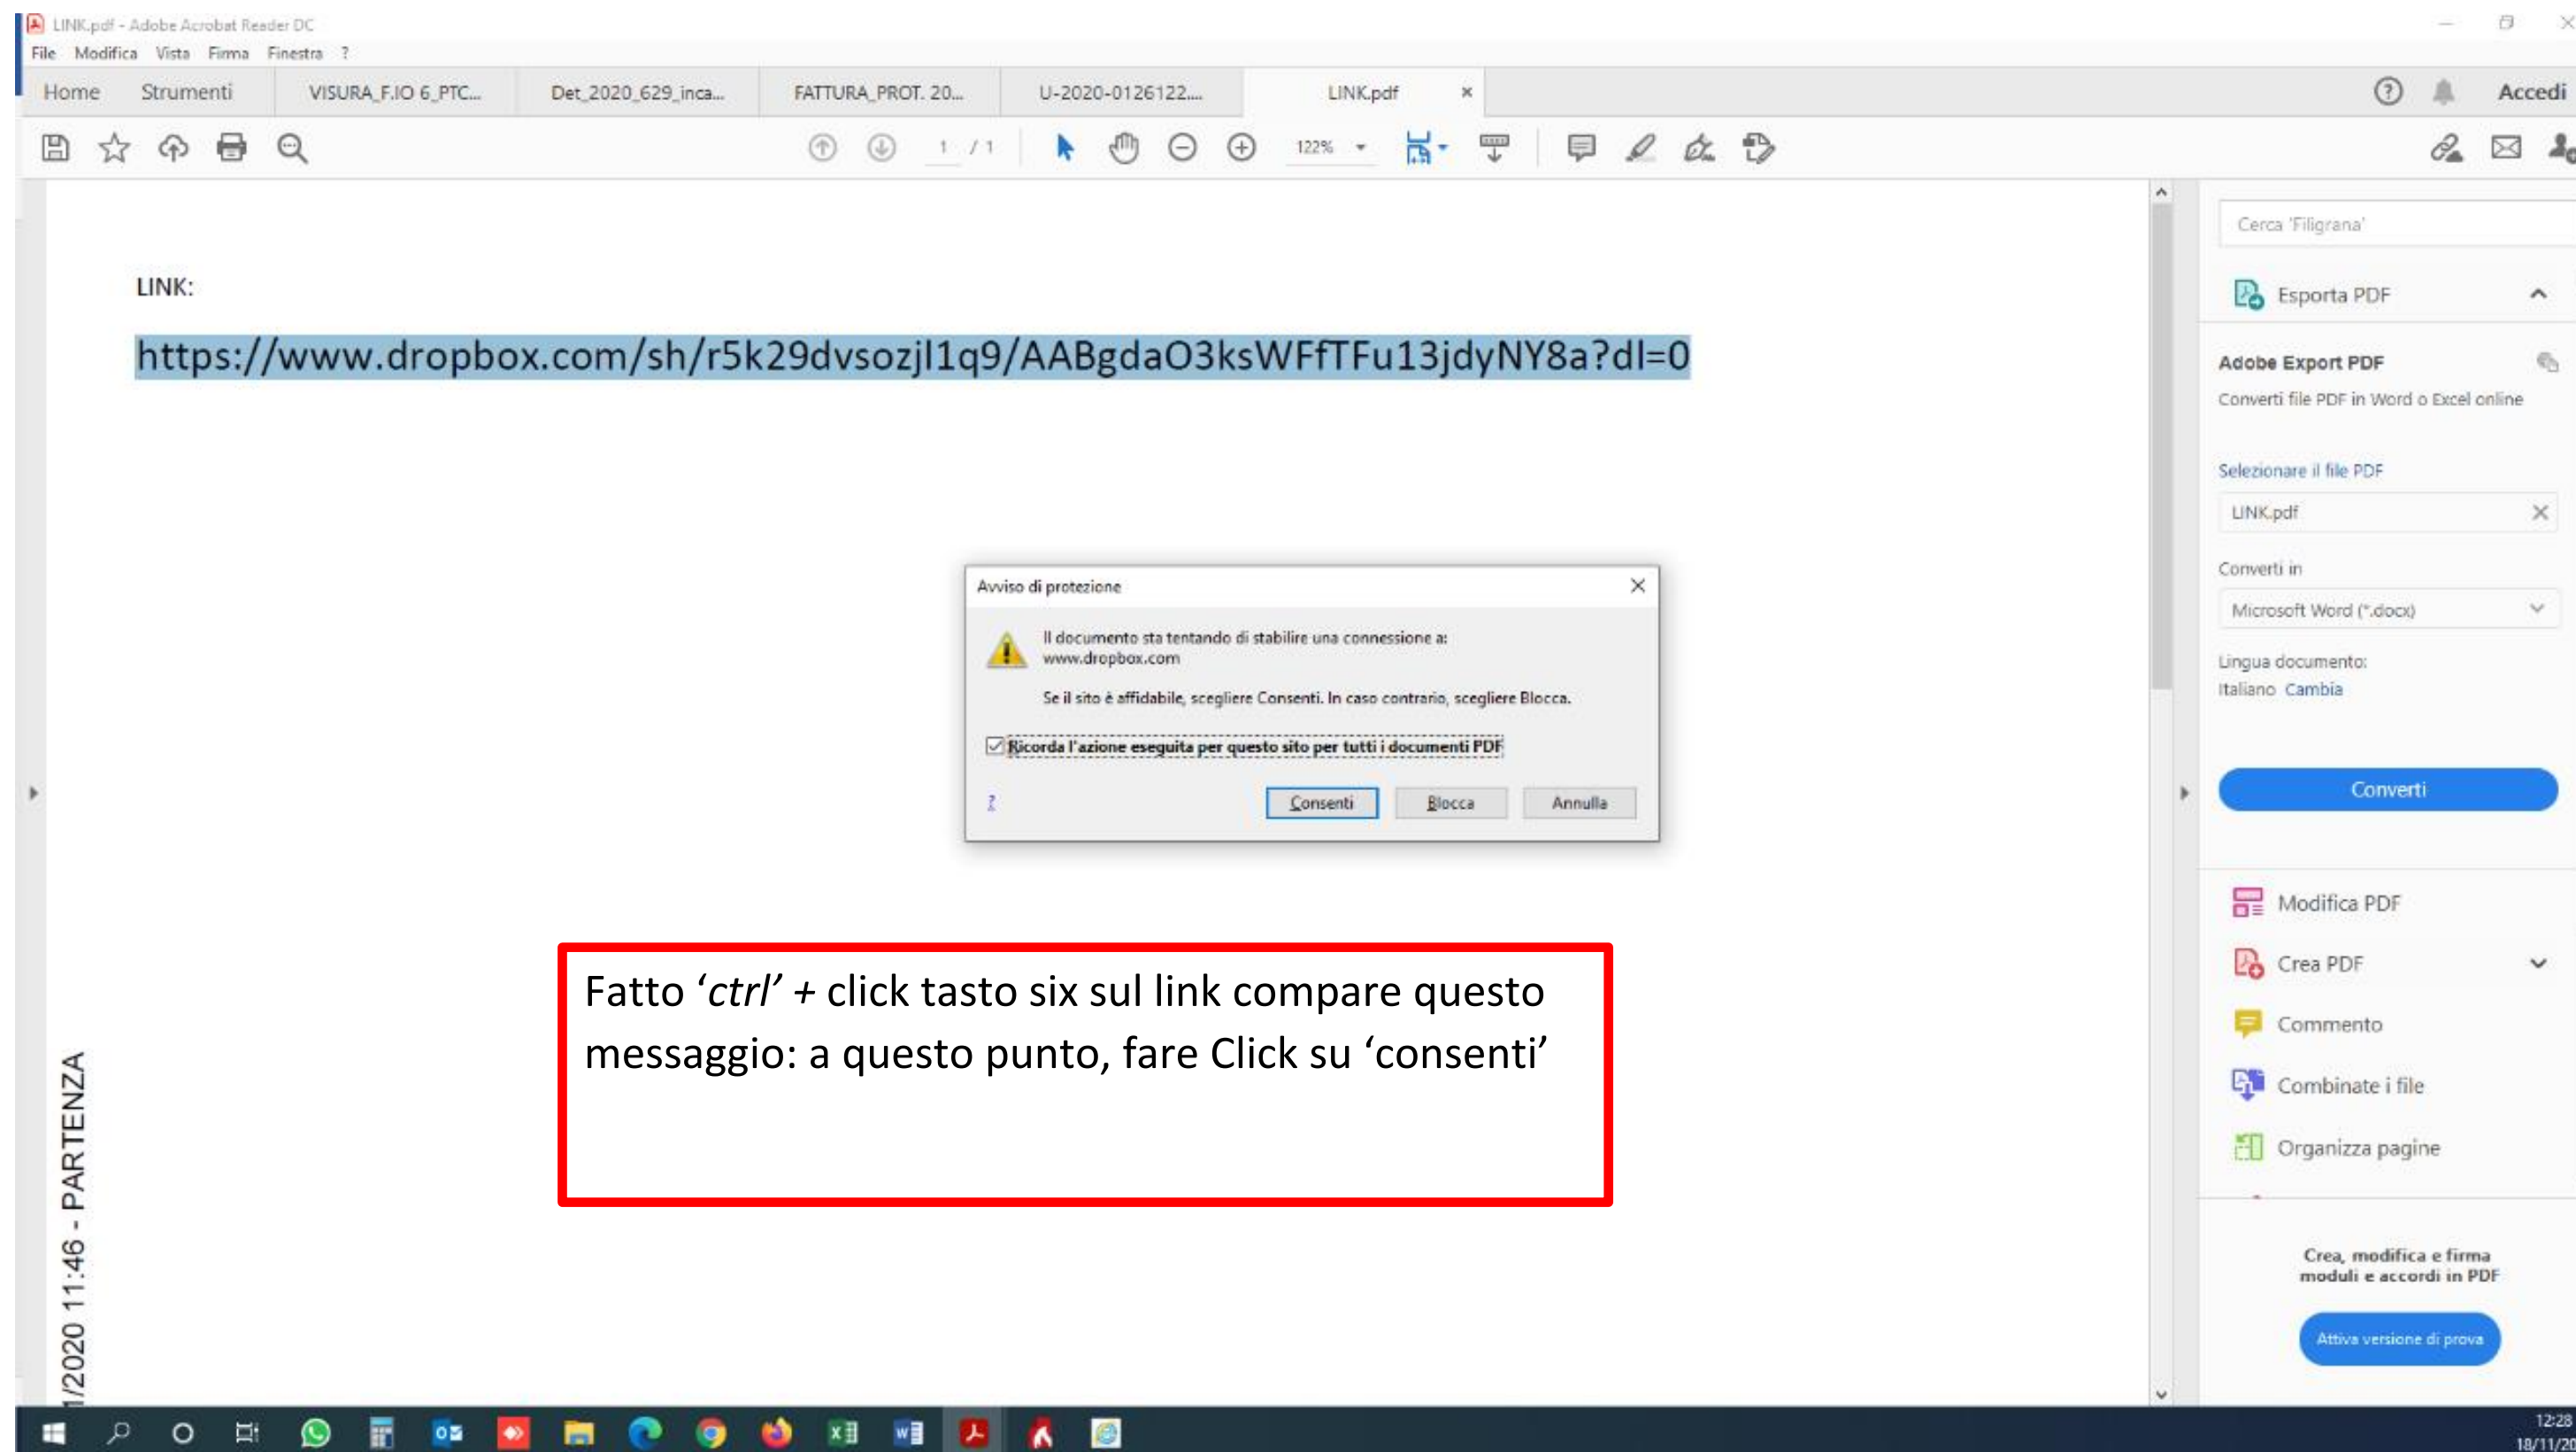 LINK.pdf - Adobe Acrobat Reader DC
File Modifica Vista Firma Finestra ?
Home Strumenti VISURA_F.IO 6_PTC... Det_2020_629_inca... FATTURA_PROT. 20... U-2020-0126122.... LINK.pdf × Accedi
1 / 1 122%
LINK:
https://www.dropbox.com/sh/r5k29dvsozjl1q9/AABgdaO3ksWFfTFu13jdyNY8a?dl=0
Avviso di protezione
Il documento sta tentando di stabilire una connessione a:
www.dropbox.com
Se il sito è affidabile, scegliere Consenti. In caso contrario, scegliere Blocca.
Ricorda l'azione eseguita per questo sito per tutti i documenti PDF
? Consenti Blocca Annulla
Fatto ‘ctrl’ + click tasto six sul link compare questo
messaggio: a questo punto, fare Click su ‘consenti’
1/2020 11:46 - PARTENZA
Cerca 'Filigrana'
Esporta PDF
Adobe Export PDF
Converti file PDF in Word o Excel online
Selezionare il file PDF
LINK.pdf
Converti in
Microsoft Word (*.docx)
Lingua documento:
Italiano Cambia
Converti
Modifica PDF
Crea PDF
Commento
Combinate i file
Organizza pagine
Crea, modifica e firma
moduli e accordi in PDF
Attiva versione di prova
12:28
18/11/20